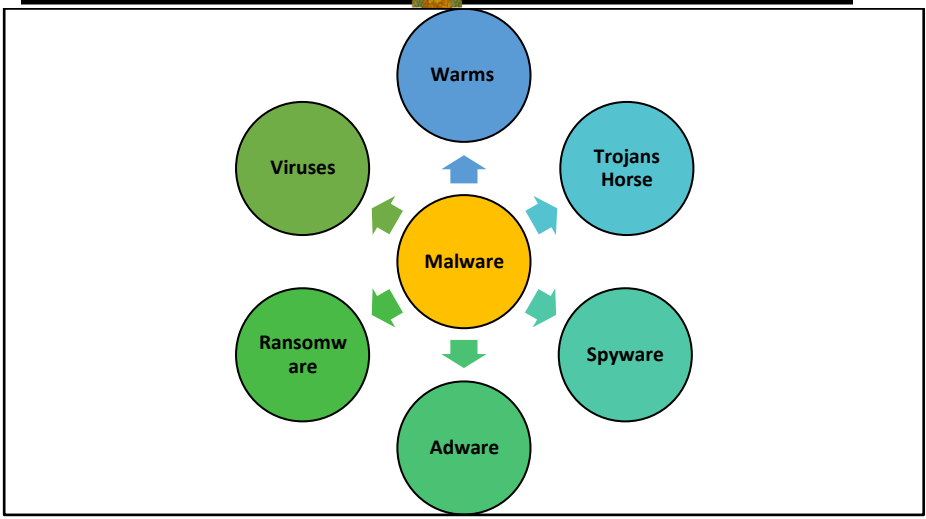 Warms
Trojans
Horse
Viruses
Malware
Spyware
Ransomw
are
Adware